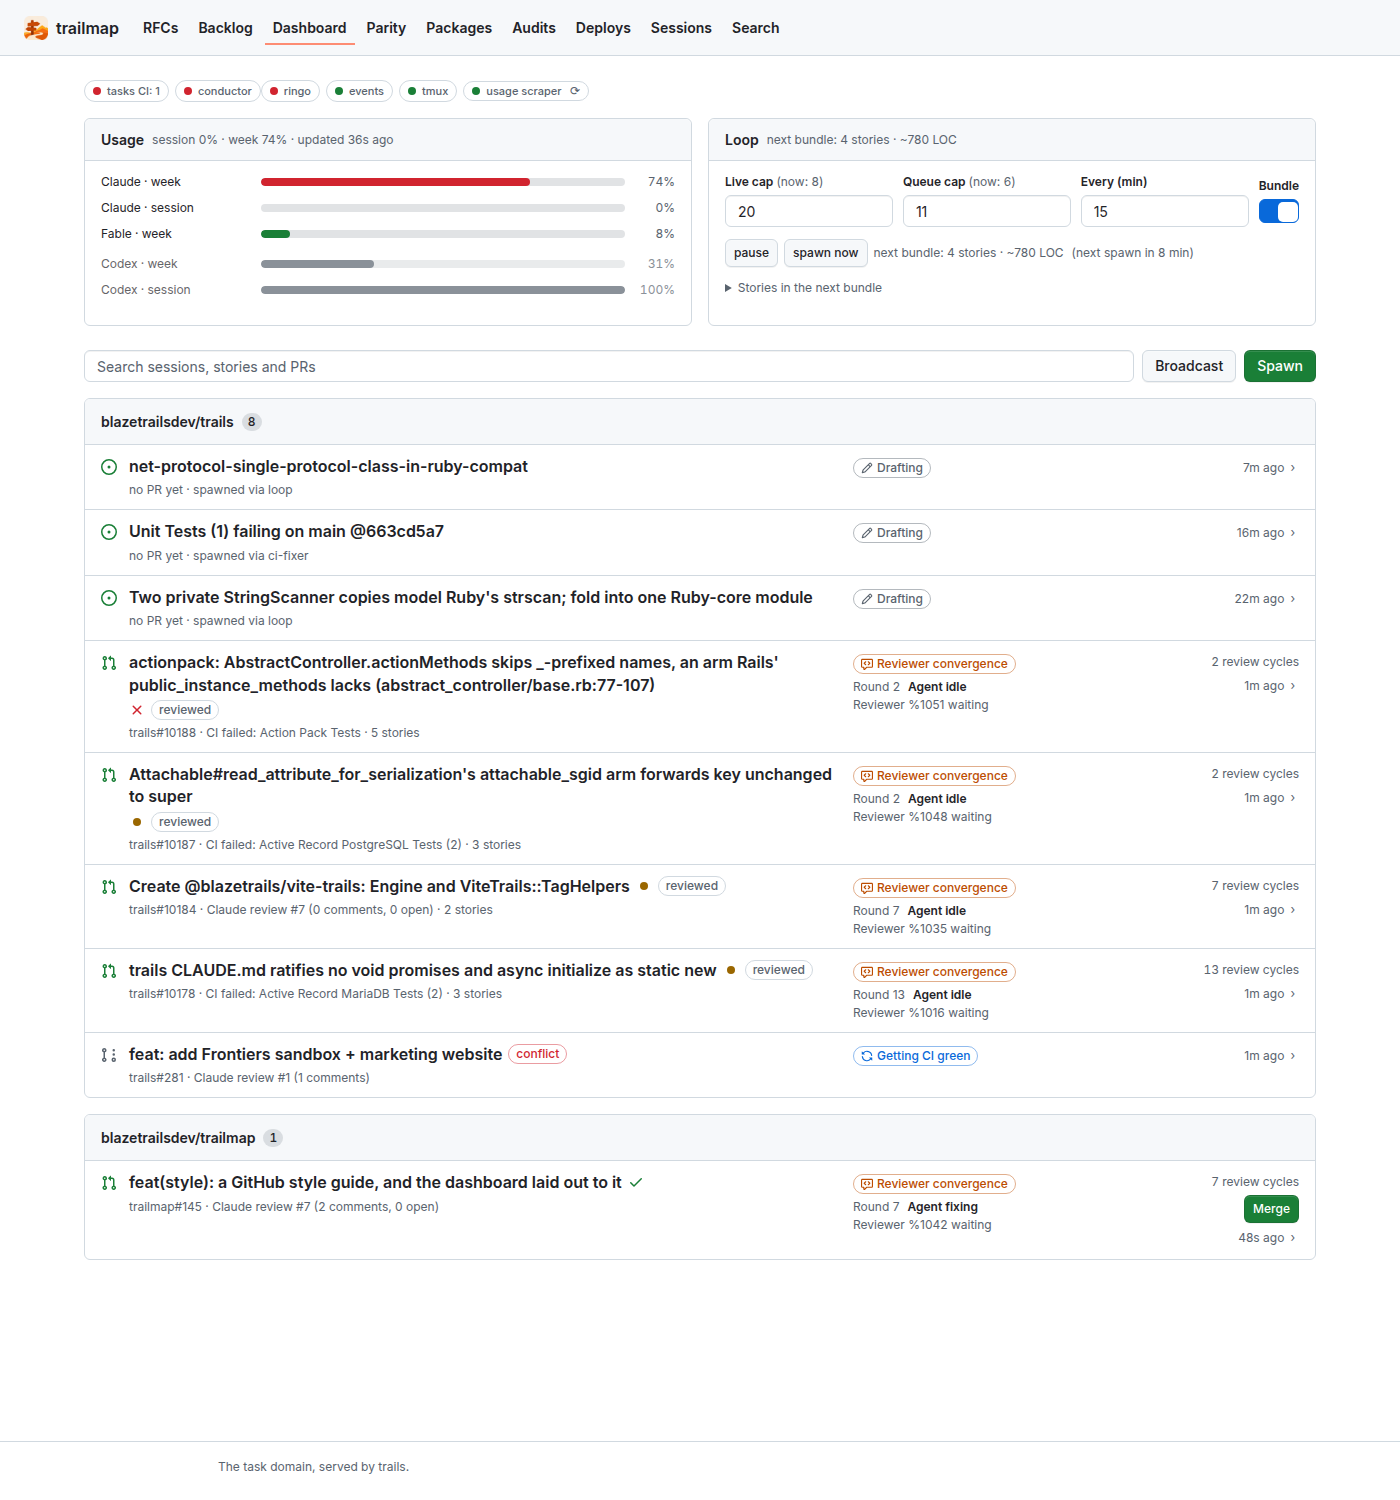 trailmap RFCs Backlog Dashboard Parity Packages Audits Deploys Sessions Search
tasks CI: 1 conductor ringo events tmux usage scraper ⟳
Usage session 0% · week 74% · updated 36s ago
Claude · week 74%
Claude · session 0%
Fable · week 8%
Codex · week 31%
Codex · session 100%
Loop next bundle: 4 stories · ~780 LOC
Live cap (now: 8) Queue cap (now: 6) Every (min) Bundle
20 11 15
pause spawn now next bundle: 4 stories · ~780 LOC (next spawn in 8 min)
Stories in the next bundle
Search sessions, stories and PRs Broadcast Spawn
blazetrailsdev/trails 8
net-protocol-single-protocol-class-in-ruby-compat Drafting 7m ago ›
no PR yet · spawned via loop
Unit Tests (1) failing on main @663cd5a7 Drafting 16m ago ›
no PR yet · spawned via ci-fixer
Two private StringScanner copies model Ruby's strscan; fold into one Ruby-core module Drafting 22m ago ›
no PR yet · spawned via loop
actionpack: AbstractController.actionMethods skips _-prefixed names, an arm Rails'
public_instance_methods lacks (abstract_controller/base.rb:77-107)
reviewed
trails#10188 · CI failed: Action Pack Tests · 5 stories
Reviewer convergence
Round 2 Agent idle
Reviewer %1051 waiting
2 review cycles
1m ago ›
Attachable#read_attribute_for_serialization's attachable_sgid arm forwards key unchanged
to super
reviewed
trails#10187 · CI failed: Active Record PostgreSQL Tests (2) · 3 stories
Reviewer convergence
Round 2 Agent idle
Reviewer %1048 waiting
2 review cycles
1m ago ›
Create @blazetrails/vite-trails: Engine and ViteTrails::TagHelpers reviewed
trails#10184 · Claude review #7 (0 comments, 0 open) · 2 stories
Reviewer convergence
Round 7 Agent idle
Reviewer %1035 waiting
7 review cycles
1m ago ›
trails CLAUDE.md ratifies no void promises and async initialize as static new reviewed
trails#10178 · CI failed: Active Record MariaDB Tests (2) · 3 stories
Reviewer convergence
Round 13 Agent idle
Reviewer %1016 waiting
13 review cycles
1m ago ›
feat: add Frontiers sandbox + marketing website conflict
trails#281 · Claude review #1 (1 comments)
Getting CI green
1m ago ›
blazetrailsdev/trailmap 1
feat(style): a GitHub style guide, and the dashboard laid out to it
trailmap#145 · Claude review #7 (2 comments, 0 open)
Reviewer convergence
Round 7 Agent fixing
Reviewer %1042 waiting
7 review cycles
Merge
48s ago ›
The task domain, served by trails.